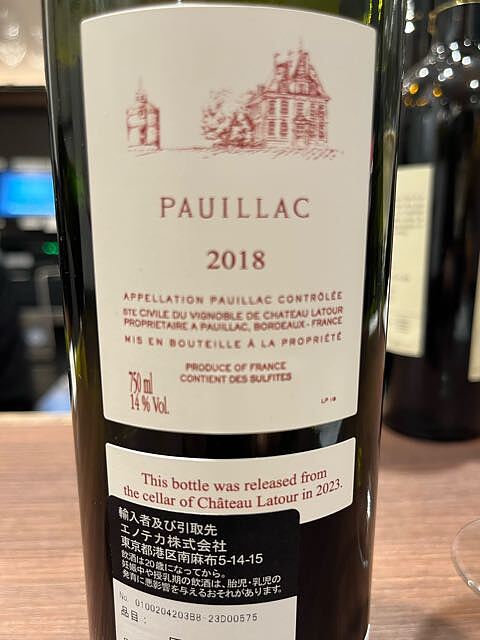 PAUILLAC
2018
APPELLATION PAUILLAC CONTRÔLÉE
STE CIVILE DU VIGNOBLE DE CHATEAU LATOUR
PROPRIETAIRE A PAUILLAC, BORDEAUX - FRANCE
MIS EN BOUTEILLE À LA PROPRIÉTÉ
PRODUCE OF FRANCE
CONTIENT DES SULFITES
750 ml
14 % Vol.
LP 18
This bottle was released from
the cellar of Château Latour in 2023.
輸入者及び引取先
エノテカ株式会社
東京都港区南麻布5-14-15
飲酒は20歳になってから。
妊娠中や授乳期の飲酒は、胎児・乳児の
発育に悪影響を与えるおそれがあります。
No. 0100204203B8-23D00575
品目: